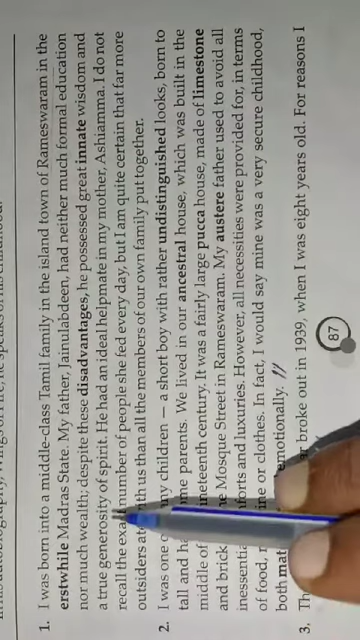 1. I was born into a middle-class Tamil family in the island town of Rameswaram in the
erstwhile Madras State. My father, Jainulabdeen, had neither much formal education
nor much wealth; despite these disadvantages, he possessed great innate wisdom and
a true generosity of spirit. He had an ideal helpmate in my mother, Ashiamma. I do not
recall the exa number of people she fed every day, but I am quite certain that far more
outsiders at th us than all the members of our own family put together.
2. I was one o ny children — a short boy with rather undistinguished looks, born to
tall and ha me parents. We lived in our ancestral house, which was built in the
middle of neteenth century. It was a fairly large pucca house, made of limestone
and brick e Mosque Street in Rameswaram. My austere father used to avoid all
inessentia forts and luxuries. However, all necessities were provided for, in terms
of food, ine or clothes. In fact, I would say mine was a very secure childhood,
both mat emotionally.
3. Th broke out in 1939, when I was eight years old. For reasons I
87